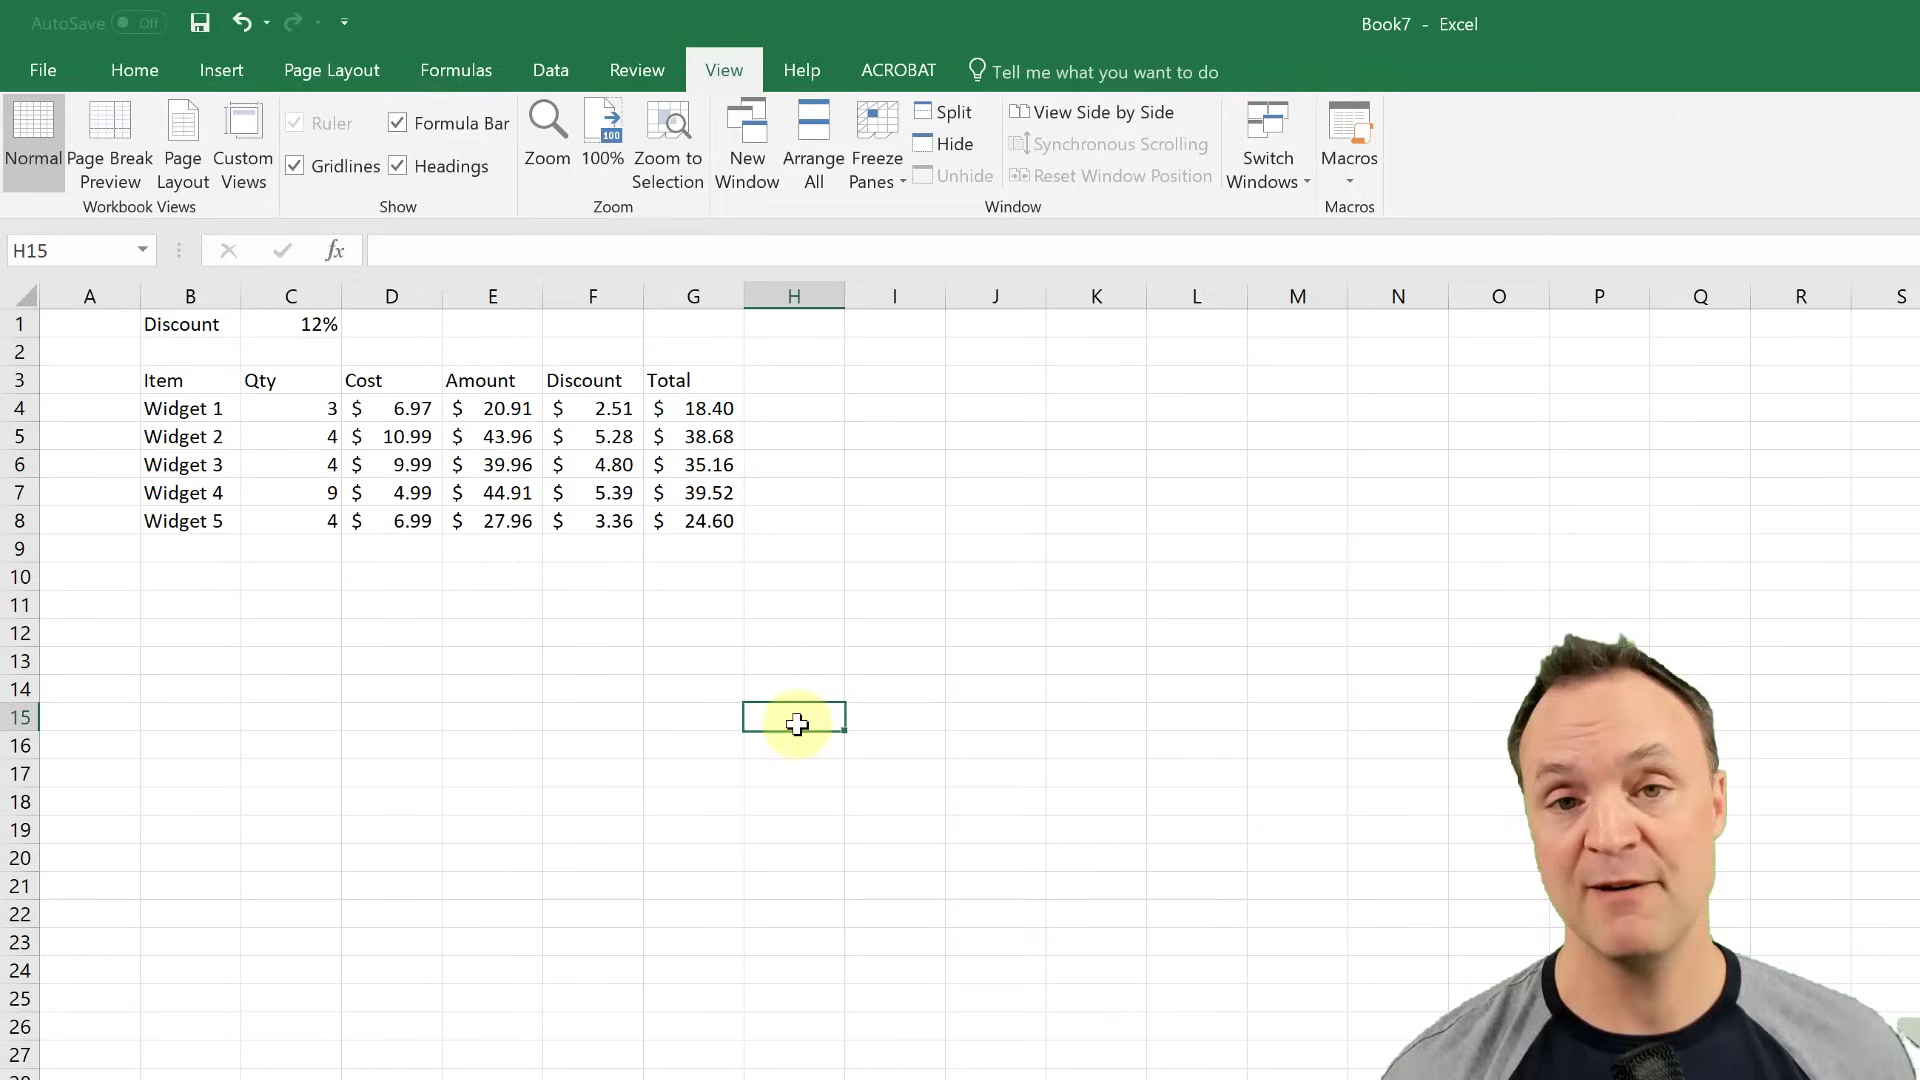 AutoSave Off
Book7 - Excel
File Home Insert Page Layout Formulas Data Review View Help ACROBAT Tell me what you want to do
Normal
Page Break Preview
Page Layout
Custom Views
Workbook Views
Ruler
Formula Bar
Gridlines
Headings
Show
Zoom
100
100%
Zoom to Selection
Zoom
New Window
Arrange All
Freeze Panes
Split
Hide
Unhide
View Side by Side
Synchronous Scrolling
Reset Window Position
Window
Switch Windows
Macros
Macros
H15
fx
A B C D E F G H I J K L M N O P Q R S
1 Discount 12%
2
3 Item Qty Cost Amount Discount Total
4 Widget 1 3 $ 6.97 $ 20.91 $ 2.51 $ 18.40
5 Widget 2 4 $ 10.99 $ 43.96 $ 5.28 $ 38.68
6 Widget 3 4 $ 9.99 $ 39.96 $ 4.80 $ 35.16
7 Widget 4 9 $ 4.99 $ 44.91 $ 5.39 $ 39.52
8 Widget 5 4 $ 6.99 $ 27.96 $ 3.36 $ 24.60
9
10
11
12
13
14
15
16
17
18
19
20
21
22
23
24
25
26
27